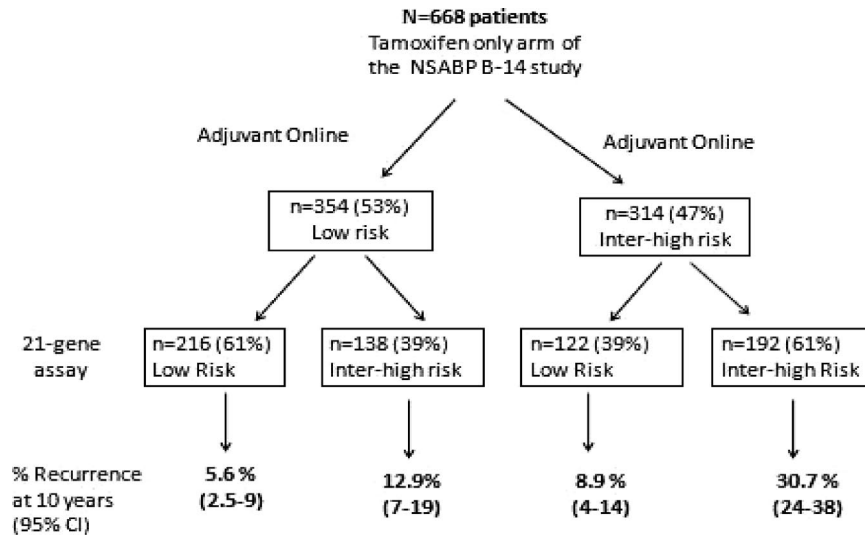 N=668 patients
Tamoxifen only arm of
the NSABP B-14 study
Adjuvant Online
Adjuvant Online
n=354 (53%)
Low risk
n=314 (47%)
Inter-high risk
21-gene
assay
n=216 (61%)
Low Risk
n=138 (39%)
Inter-high risk
n=122 (39%)
Low Risk
n=192 (61%)
Inter-high Risk
% Recurrence
at 10 years
(95% CI)
5.6 %
(2.5-9)
12.9%
(7-19)
8.9%
(4-14)
30.7%
(24-38)